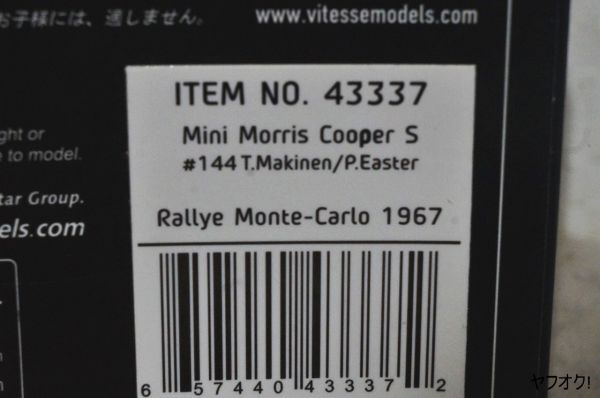 お子様には、適しません。
www.vitessemodels.com
ITEM NO. 43337
Mini Morris Cooper S
#144 T.Makinen/P.Easter
Rallye Monte-Carlo 1967
ght or
e to model.
tar Group.
els.com
6 57440 43337 2
ヤフオク!